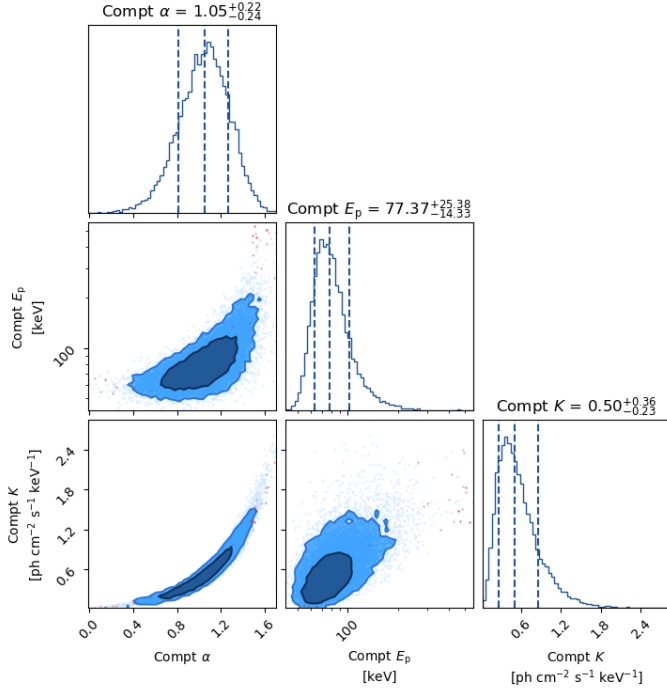 Compt α = 1.05+0.22 −0.24
Compt Ep = 77.37+25.38 −14.33
Compt Ep
[keV]
100
Compt K = 0.50+0.36 −0.23
Compt K
[ph cm−2 s−1 keV−1]
2.4
1.8
1.2
0.6
0.0 0.4 0.8 1.2 1.6
100
0.6 1.2 1.8 2.4
Compt α
Compt Ep
[keV]
Compt K
[ph cm−2 s−1 keV−1]